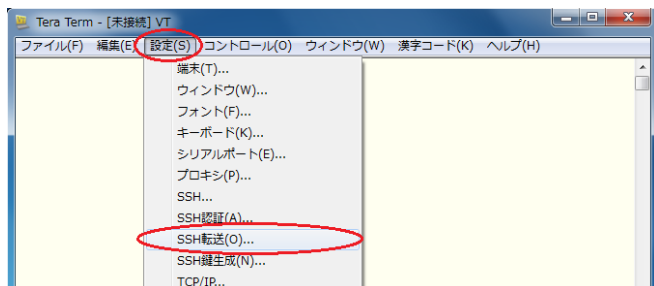 Tera Term - [未接続] VT
ファイル(F) 編集(E) 設定(S) コントロール(O) ウィンドウ(W) 漢字コード(K) ヘルプ(H)
端末(T)...
ウィンドウ(W)...
フォント(F)...
キーボード(K)...
シリアルポート(E)...
プロキシ(P)...
SSH...
SSH認証(A)...
SSH転送(O)...
SSH鍵生成(N)...
TCP/IP...